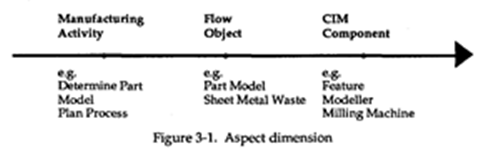 Manufacturing Flow CIM
Activity Object Component
e.g. e.g. e.g.
Determine Part Part Model Feature
Model Sheet Metal Waste Modeller
Plan Process Milling Machine
Figure 3-1. Aspect dimension